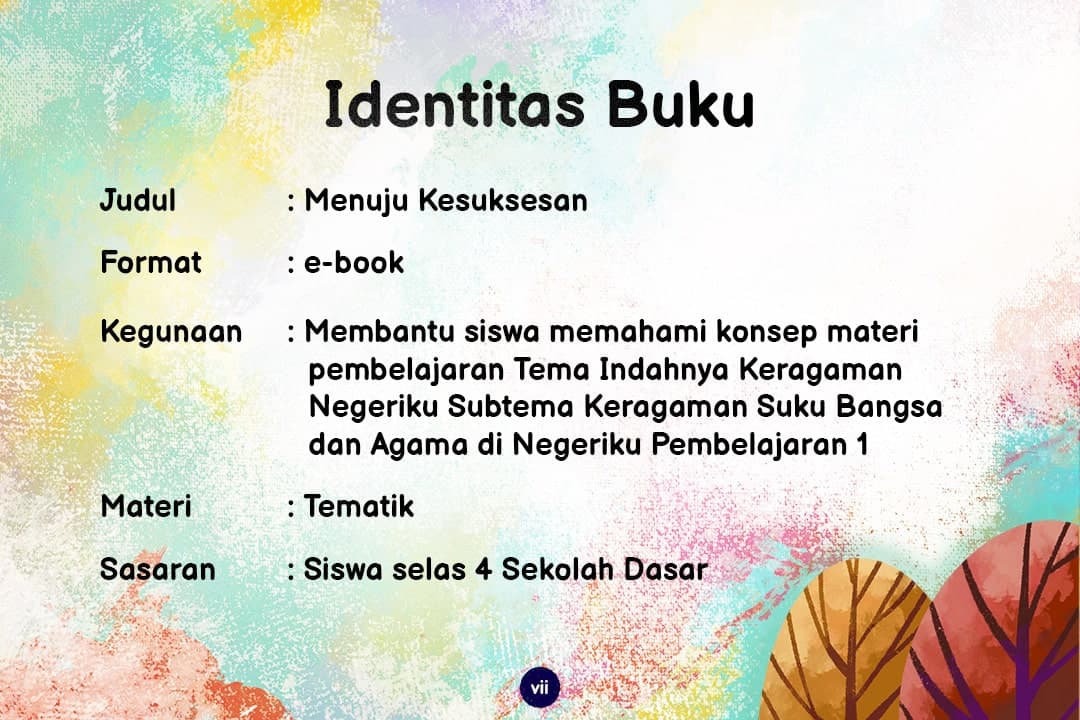 Identitas Buku
Judul : Menuju Kesuksesan
Format : e-book
Kegunaan : Membantu siswa memahami konsep materi
pembelajaran Tema Indahnya Keragaman
Negeriku Subtema Keragaman Suku Bangsa
dan Agama di Negeriku Pembelajaran 1
Materi : Tematik
Sasaran : Siswa selas 4 Sekolah Dasar
vii